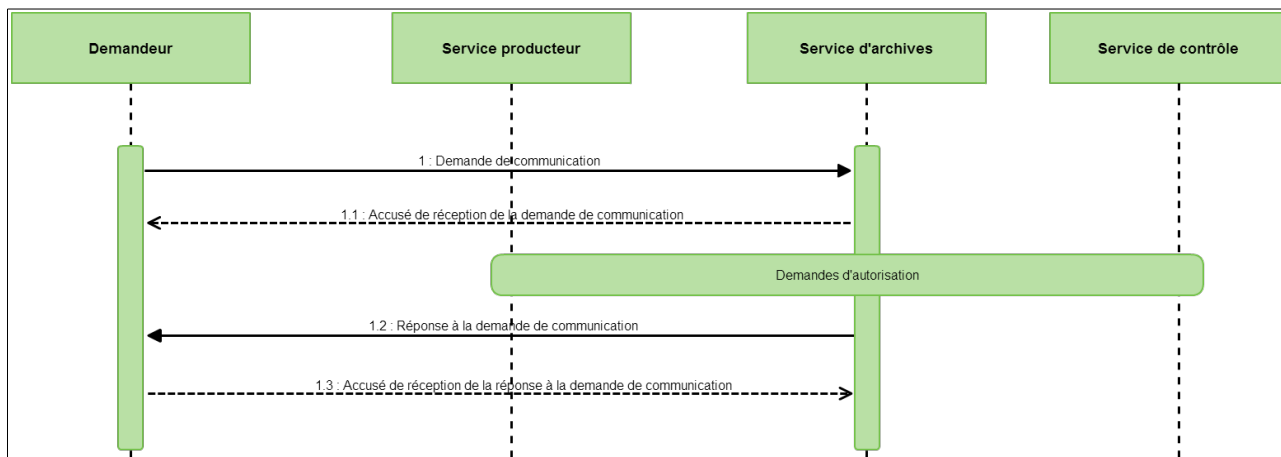 Demandeur
Service producteur
Service d'archives
Service de contrôle
1 : Demande de communication
1.1 : Accusé de réception de la demande de communication
Demandes d'autorisation
1.2 : Réponse à la demande de communication
1.3 : Accusé de réception de la réponse à la demande de communication